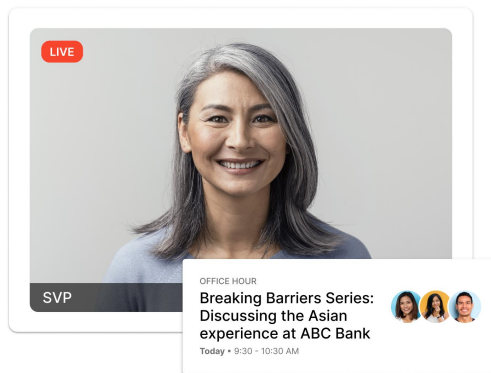 LIVE
SVP
OFFICE HOUR
Breaking Barriers Series:
Discussing the Asian
experience at ABC Bank
Today • 9:30 - 10:30 AM